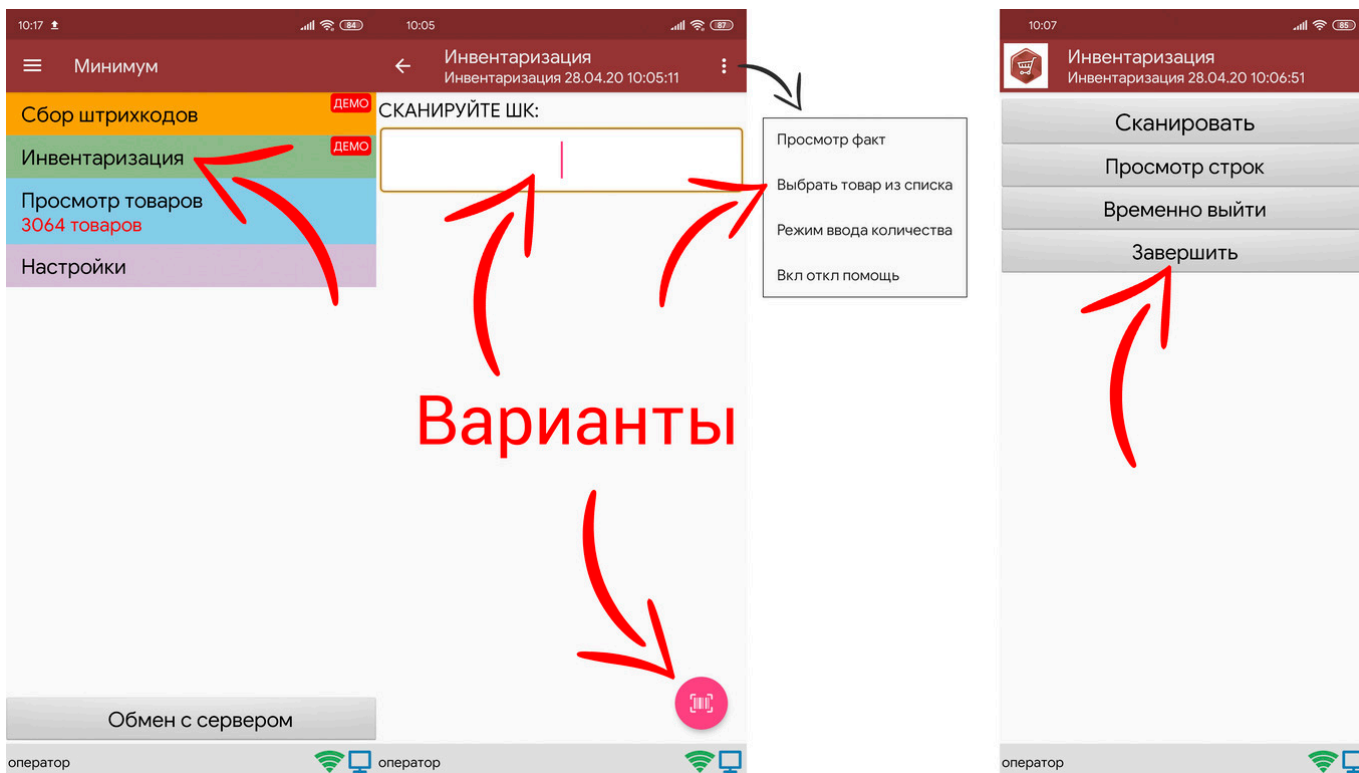 10:17
84
Минимум
Сбор штрихкодов
ДЕМО
Инвентаризация
ДЕМО
Просмотр товаров
3064 товаров
Настройки
Обмен с сервером
оператор
10:05
87
Инвентаризация
Инвентаризация 28.04.20 10:05:11
СКАНИРУЙТЕ ШК:
Варианты
оператор
Просмотр факт
Выбрать товар из списка
Режим ввода количества
Вкл откл помощь
10:07
85
Инвентаризация
Инвентаризация 28.04.20 10:06:51
Сканировать
Просмотр строк
Временно выйти
Завершить
оператор